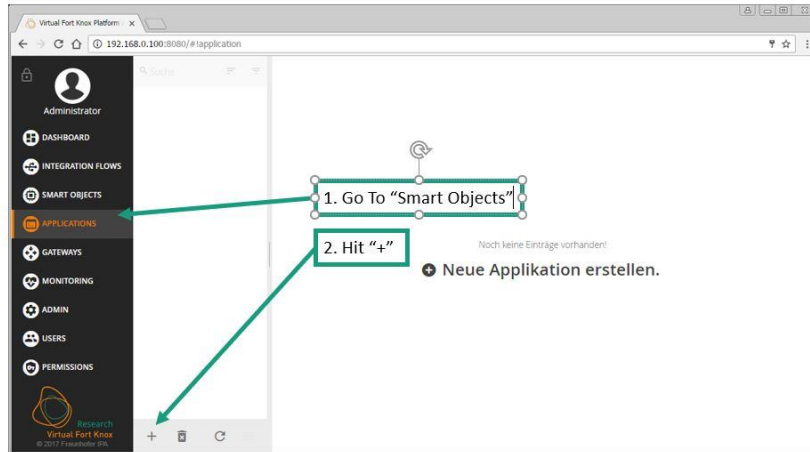 Virtual Fort Knox Platform
192.168.0.100:8080/#!application
Administrator
Suche
DASHBOARD
INTEGRATION FLOWS
SMART OBJECTS
APPLICATIONS
GATEWAYS
MONITORING
ADMIN
USERS
PERMISSIONS
Research
Virtual Fort Knox
© 2017 Fraunhofer IPA
1. Go To “Smart Objects”
2. Hit “+”
Noch keine Einträge vorhanden!
Neue Applikation erstellen.